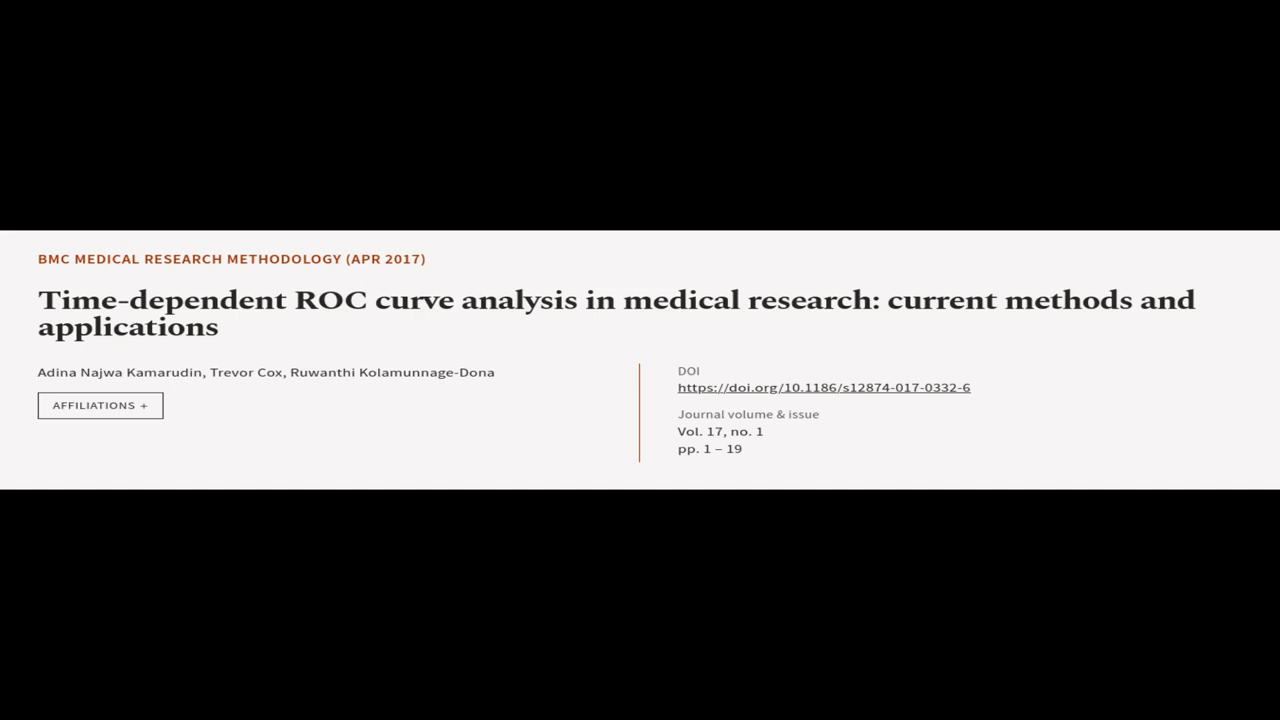 BMC MEDICAL RESEARCH METHODOLOGY (APR 2017)
Time-dependent ROC curve analysis in medical research: current methods and
applications
Adina Najwa Kamarudin, Trevor Cox, Ruwanthi Kolamunnage-Dona
AFFILIATIONS +
DOI
https://doi.org/10.1186/s12874-017-0332-6
Journal volume & issue
Vol. 17, no. 1
pp. 1 – 19